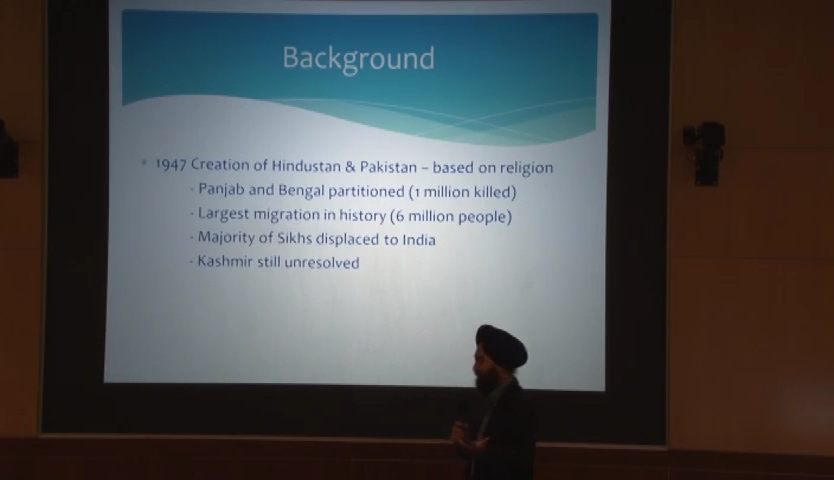 Background
1947 Creation of Hindustan & Pakistan – based on religion
- Panjab and Bengal partitioned (1 million killed)
- Largest migration in history (6 million people)
- Majority of Sikhs displaced to India
- Kashmir still unresolved